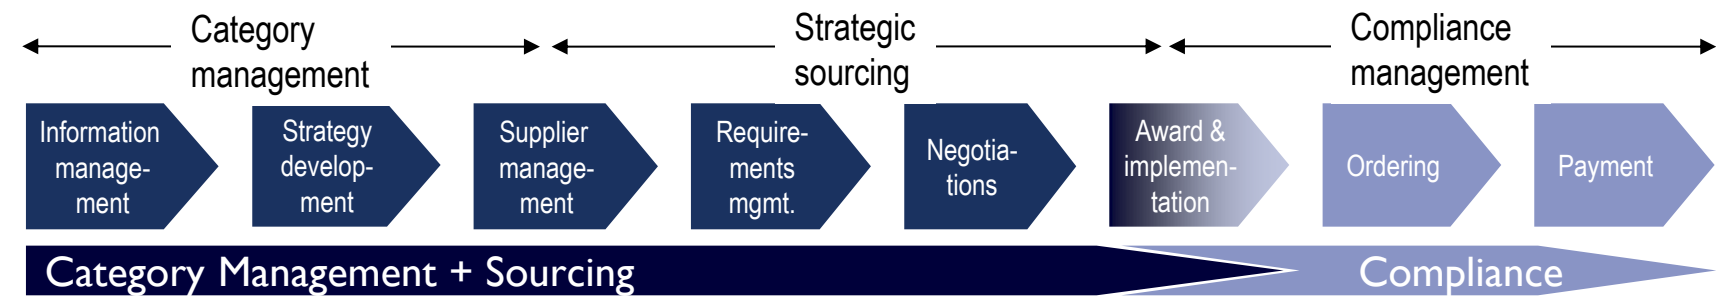 Category
management
Strategic
sourcing
Compliance
management
Information
manage-
ment
Strategy
develop-
ment
Supplier
manage-
ment
Require-
ments
mgmt.
Negotia-
tions
Award &
implemen-
tation
Ordering
Payment
Category Management + Sourcing
Compliance